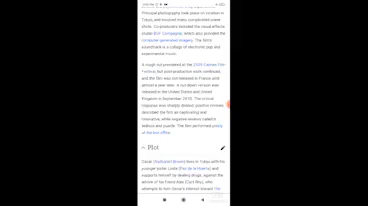 Principal photography took place on location in
Tokyo, and involved many complicated crane
shots. Co-producers included the visual effects
studio BUF Compagnie, which also provided the
computer-generated imagery. The film's
soundtrack is a collage of electronic pop and
experimental music.
A rough cut premiered at the 2009 Cannes Film
Festival, but post-production work continued,
and the film was not released in France until
almost a year later. A cut-down version was
released in the United States and United
Kingdom in September 2010. The critical
response was sharply divided; positive reviews
described the film as captivating and
innovative, while negative reviews called it
tedious and puerile. The film performed poorly
at the box office.
Plot
Oscar (Nathaniel Brown) lives in Tokyo with his
younger sister Linda (Paz de la Huerta) and
supports himself by dealing drugs, against the
advice of his friend Alex (Cyril Roy), who
attempts to turn Oscar's interest toward The